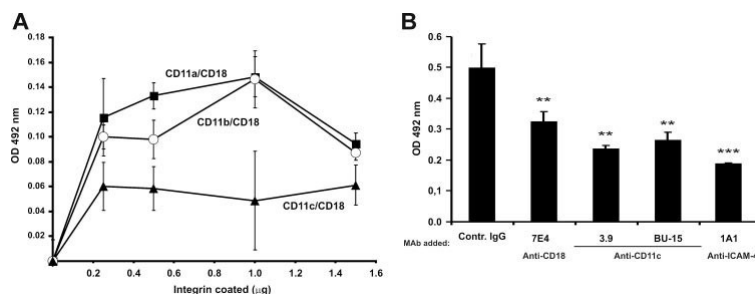 A
OD 492 nm
0.18
0.16
0.14
0.12
0.10
0.08
0.06
0.04
0.02
CD11a/CD18
CD11b/CD18
CD11c/CD18
0
0.2
0.4
0.6
0.8
1.0
1.2
1.4
1.6
Integrin coated (µg)
B
OD 492 nm
0.6
0.5
0.4
0.3
0.2
0.1
0.0
**
**
**
***
MAb added:
Contr. IgG
7E4
3.9
BU-15
1A1
Anti-CD18
Anti-CD11c
Anti-ICAM-